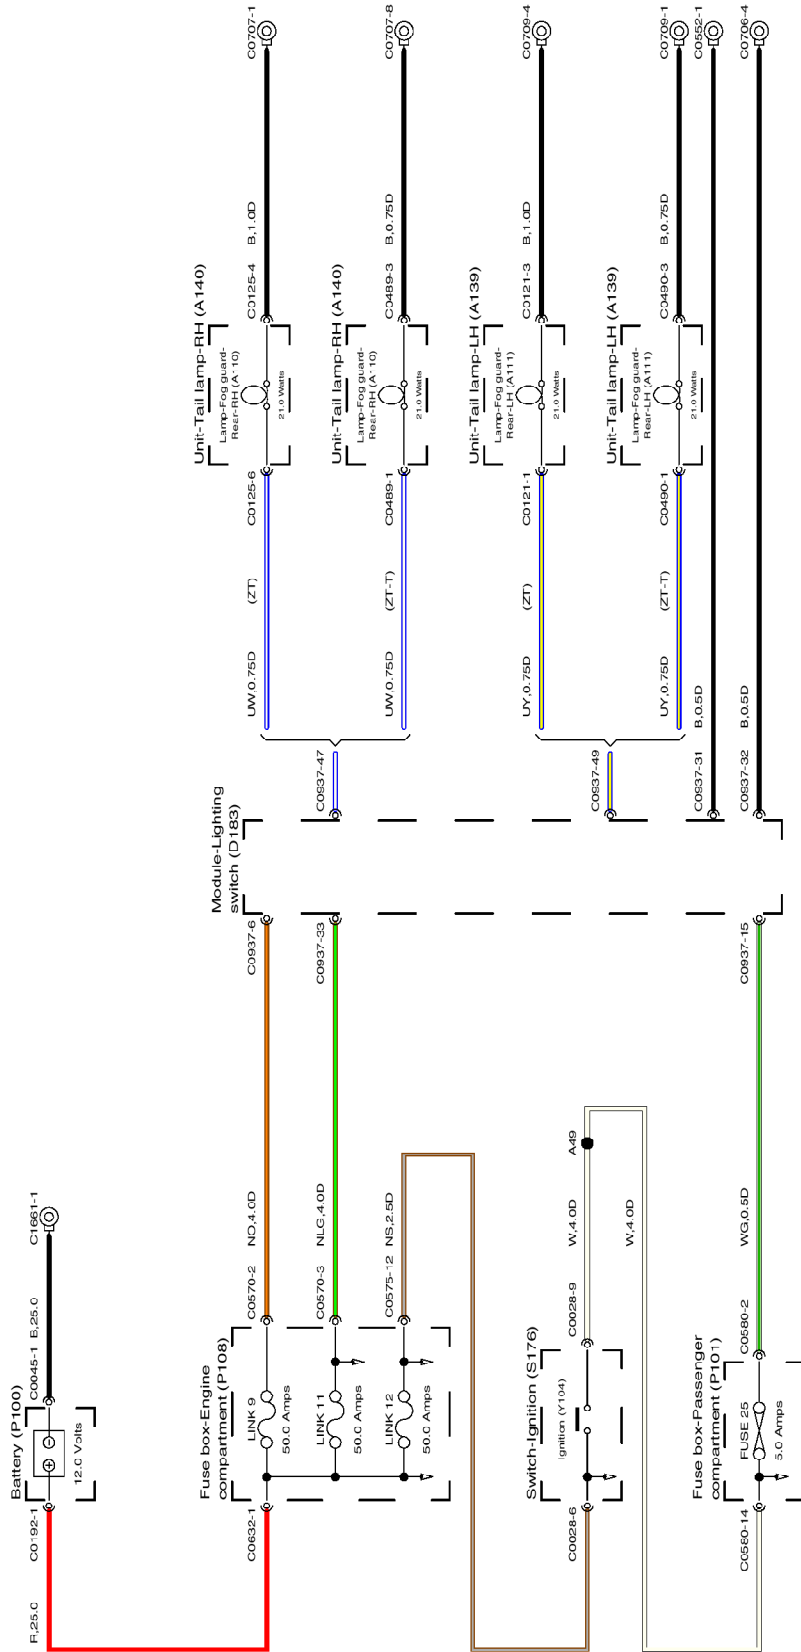 C0707-1
C0707-8
C0709-4
C0709-1
C0552-1
C0706-4
B,1.0D
B,0.75D
B,1.0D
B,0.75D
Unit-Tail lamp-RH (A140)
C0125-4
Unit-Tail lamp-RH (A140)
C0489-3
Unit-Tail lamp-LH (A139)
C0121-3
Unit-Tail lamp-LH (A139)
C0490-3
Lamp-Fog guard-
Rear-RH (A110)
21.0 Watts
Lamp-Fog guard-
Rear-RH (A110)
21.0 Watts
Lamp-Fog guard-
Rear-LH (A111)
21.0 Watts
Lamp-Fog guard-
Rear-LH (A111)
21.0 Watts
C0125-6
C0489-1
C0121-1
C0490-1
(ZT)
(ZT-T)
(ZT)
(ZT-T)
UW,0.75D
UW,0.75D
UY,0.75D
UY,0.75D
B,0.5D
B,0.5D
C0937-47
C0937-49
C0937-31
C0937-32
Module-Lighting
switch (D183)
C0937-6
C0937-33
C0937-15
NO,4.0D
NLG,4.0D
NS,2.5D
A49
W,4.0D
W,4.0D
WG,0.5D
C1661-1
B,25.0
C0045-1
C0570-2
C0570-3
C0575-12
C0028-9
C0580-2
Battery (P100)
12.0 Volts
Fuse box-Engine
compartment (P108)
LINK 9
50.0 Amps
LINK 11
50.0 Amps
LINK 12
50.0 Amps
Switch-Ignition (S176)
Ignition (Y104)
Fuse box-Passenger
compartment (P101)
FUSE 25
5.0 Amps
C0192-1
C0632-1
C0028-6
C0580-14
R,25.0